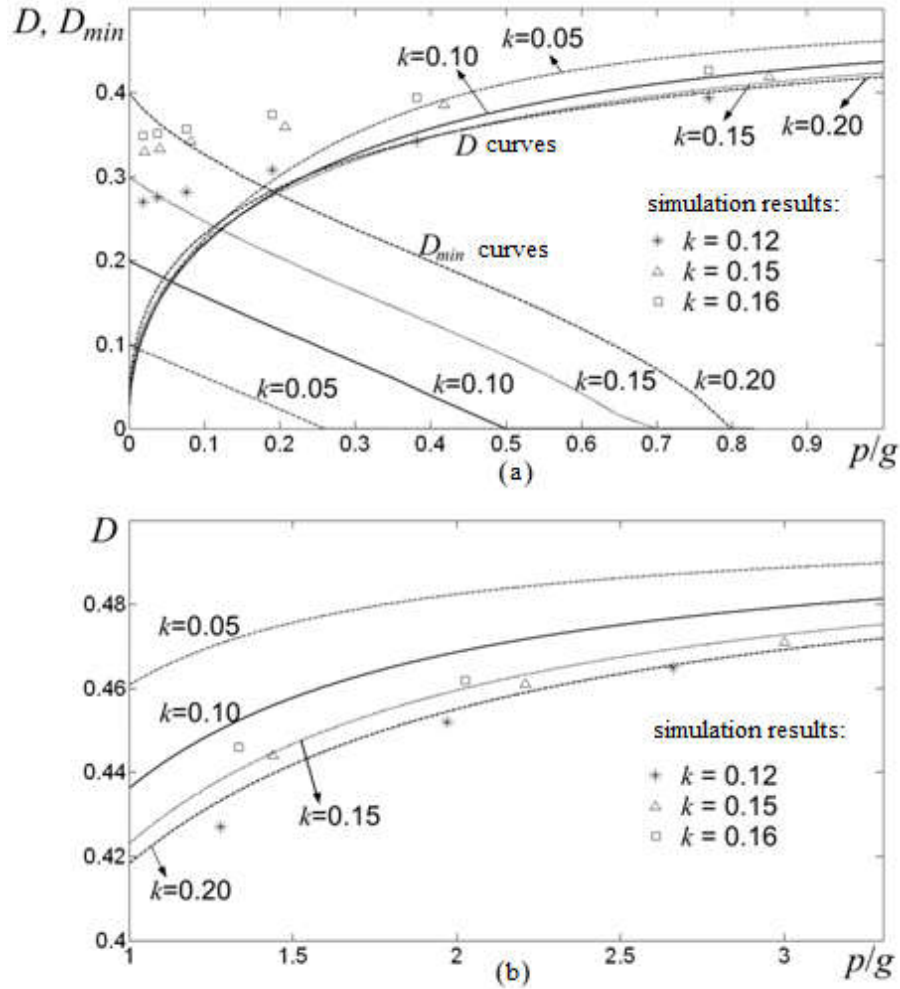 D, D_min
0.4
0.3
0.2
0.1
0
k=0.10
k=0.05
k=0.15
k=0.20
D curves
D_min curves
simulation results:
k = 0.12
k = 0.15
k = 0.16
k=0.05
k=0.10
k=0.15
k=0.20
0 0.1 0.2 0.3 0.4 0.5 0.6 0.7 0.8 0.9
p/g
(a)
D
0.48
0.46
0.44
0.42
0.4
k=0.05
k=0.10
k=0.15
k=0.20
simulation results:
k = 0.12
k = 0.15
k = 0.16
1 1.5 2 2.5 3
p/g
(b)